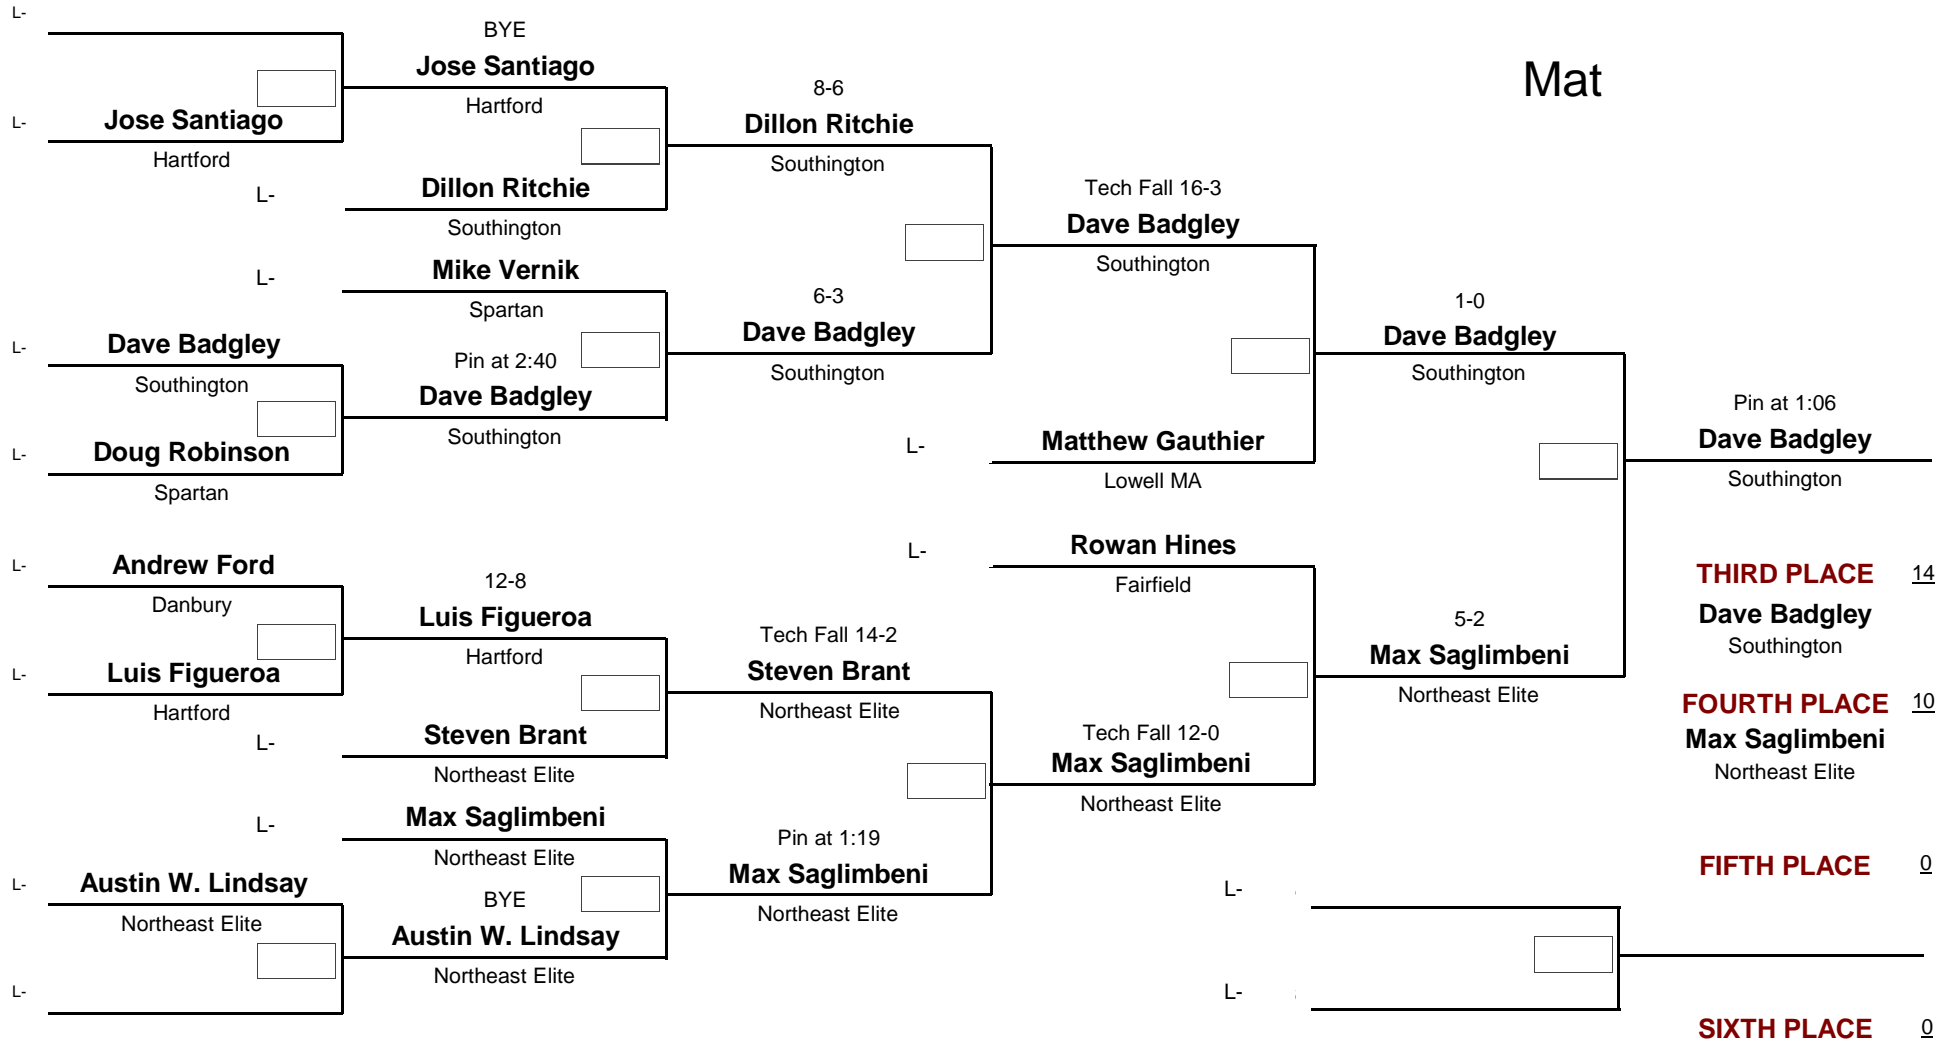 L-
BYE
Jose Santiago
Mat
8-6
Hartford
L-
Jose Santiago
Dillon Ritchie
Hartford
Southington
L-
Dillon Ritchie
Tech Fall 16-3
Southington
Dave Badgley
L-
Mike Vernik
Southington
Spartan
6-3
1-0
L-
Dave Badgley
Dave Badgley
Dave Badgley
Southington
Pin at 2:40
Southington
Southington
Dave Badgley
Pin at 1:06
Southington
L-
Matthew Gauthier
Dave Badgley
L-
Doug Robinson
Lowell MA
Southington
Spartan
L-
Rowan Hines
L-
Andrew Ford
12-8
Fairfield
THIRD PLACE 14
Danbury
Luis Figueroa
Dave Badgley
Tech Fall 14-2
5-2
Southington
Hartford
Max Saglimbeni
L-
Luis Figueroa
Steven Brant
Northeast Elite
Hartford
Northeast Elite
FOURTH PLACE 10
L-
Steven Brant
Tech Fall 12-0
Max Saglimbeni
Northeast Elite
Max Saglimbeni
Northeast Elite
L-
Max Saglimbeni
Northeast Elite
Northeast Elite
Pin at 1:19
L-
Austin W. Lindsay
Max Saglimbeni
FIFTH PLACE 0
Northeast Elite
BYE
Northeast Elite
L-
Austin W. Lindsay
Northeast Elite
L-
L-
SIXTH PLACE 0